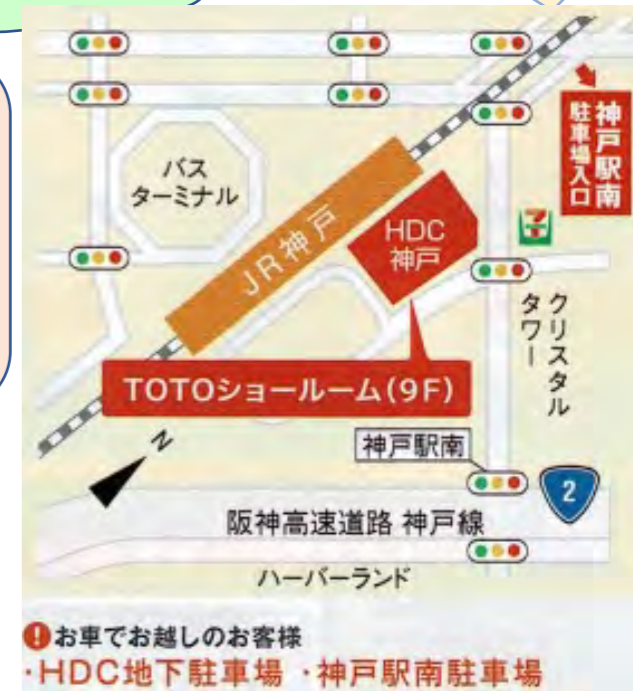 バス
ターミナル
JR神戸
HDC
神戸
神戸駅南
駐車場入口
クリスタル
タワー
TOTOショールーム(9F)
N
神戸駅南
2
阪神高速道路 神戸線
ハーバーランド
お車でお越しのお客様
・HDC地下駐車場 ・神戸駅南駐車場